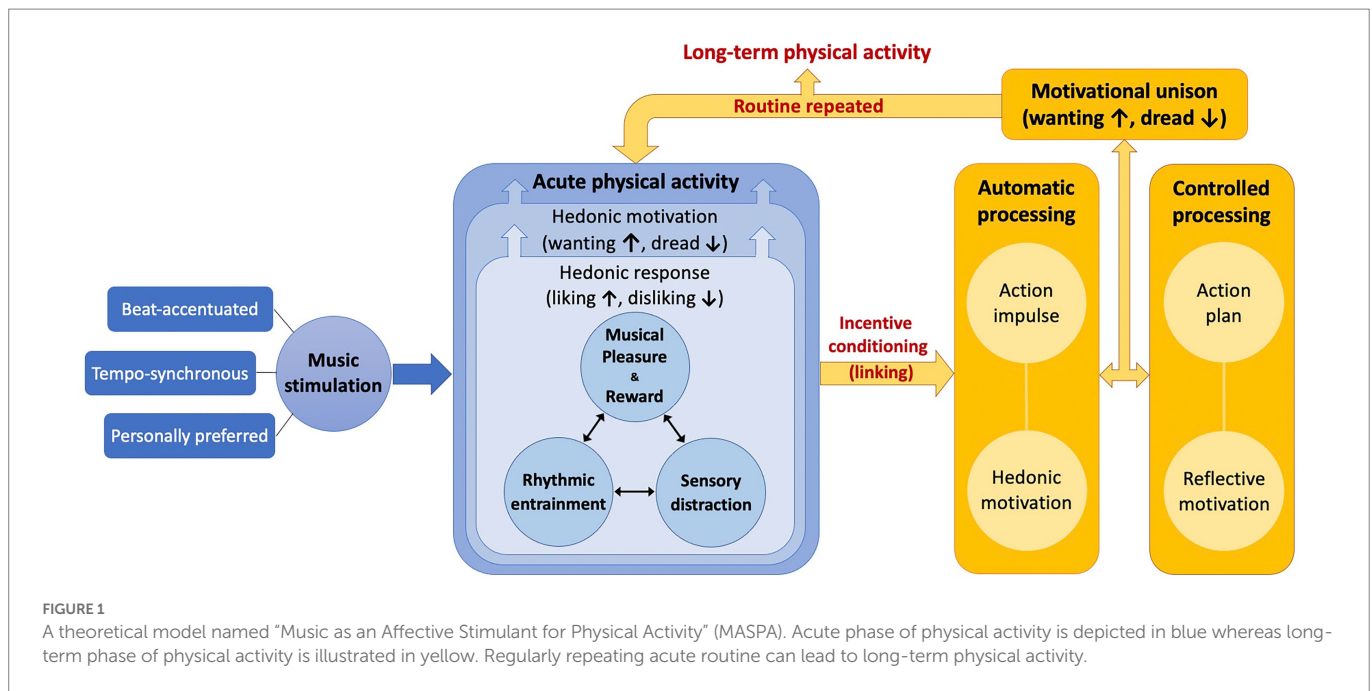 Long-term physical activity
Routine repeated
Motivational unison
(wanting ↑, dread ↓)
Acute physical activity
Hedonic motivation
(wanting ↑, dread ↓)
Hedonic response
(liking ↑, disliking ↓)
Musical
Pleasure
&
Reward
Rhythmic
entrainment
Sensory
distraction
Beat-accentuated
Tempo-synchronous
Personally preferred
Music
stimulation
Incentive
conditioning
(linking)
Automatic
processing
Action
impulse
Hedonic
motivation
Controlled
processing
Action
plan
Reflective
motivation
FIGURE 1
A theoretical model named “Music as an Affective Stimulant for Physical Activity” (MASPA). Acute phase of physical activity is depicted in blue whereas long-
term phase of physical activity is illustrated in yellow. Regularly repeating acute routine can lead to long-term physical activity.